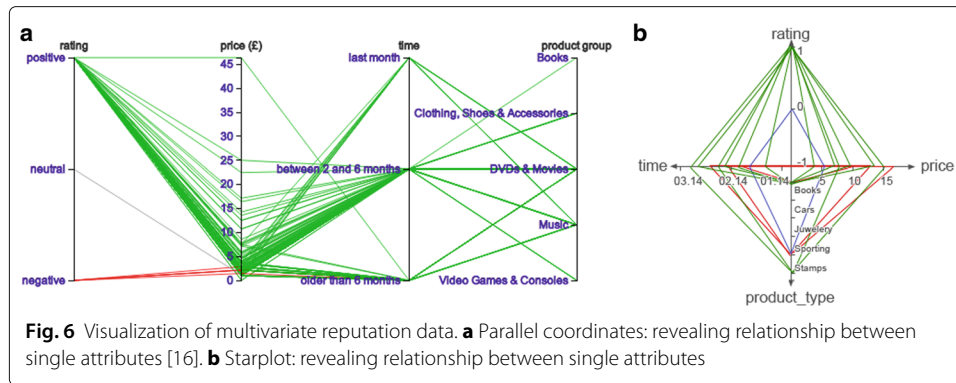 a
rating
price (£)
time
product group
positive
neutral
negative
45
40
35
30
25
20
15
10
5
0
last month
between 2 and 6 months
older than 6 months
Books
Clothing, Shoes & Accessories
DVDs & Movies
Music
Video Games & Consoles
b
rating
1
0
-1
time
price
03.14
02.14
01.14
5
10
15
Books
Cars
Juwelery
Sporting
Stamps
product_type
Fig. 6 Visualization of multivariate reputation data. a Parallel coordinates: revealing relationship between
single attributes [16]. b Starplot: revealing relationship between single attributes